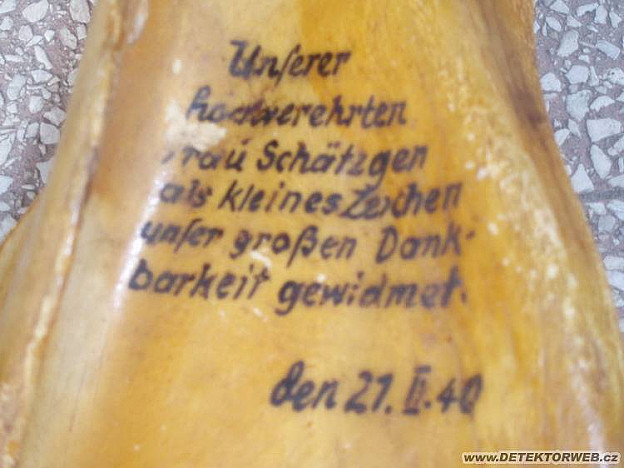 Unserer
hochverehrten
Frau Schätzgen
als kleines Zeichen
unser großen Dank-
barkeit gewidmet.
den 21. II. 40
www.DETEKTORWEB.cz